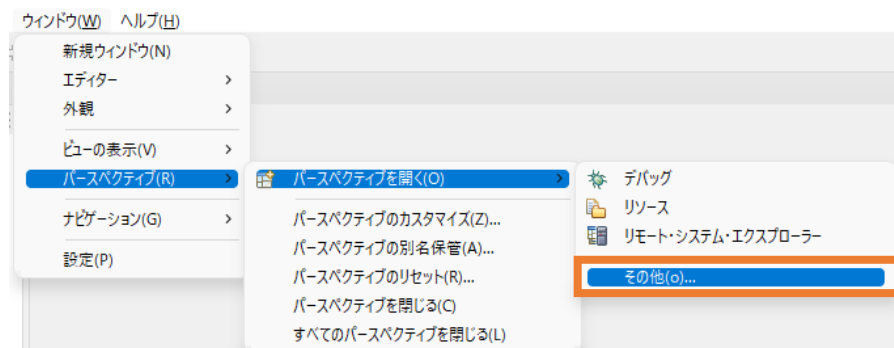 ウィンドウ(W) ヘルプ(H)
新規ウィンドウ(N)
エディター
外観
ビューの表示(V)
パースペクティブ(R)
ナビゲーション(G)
設定(P)
パースペクティブを開く(O)
パースペクティブのカスタマイズ(Z)...
パースペクティブの別名保管(A)...
パースペクティブのリセット(R)...
パースペクティブを閉じる(C)
すべてのパースペクティブを閉じる(L)
デバッグ
リソース
リモート・システム・エクスプローラー
その他(o)...